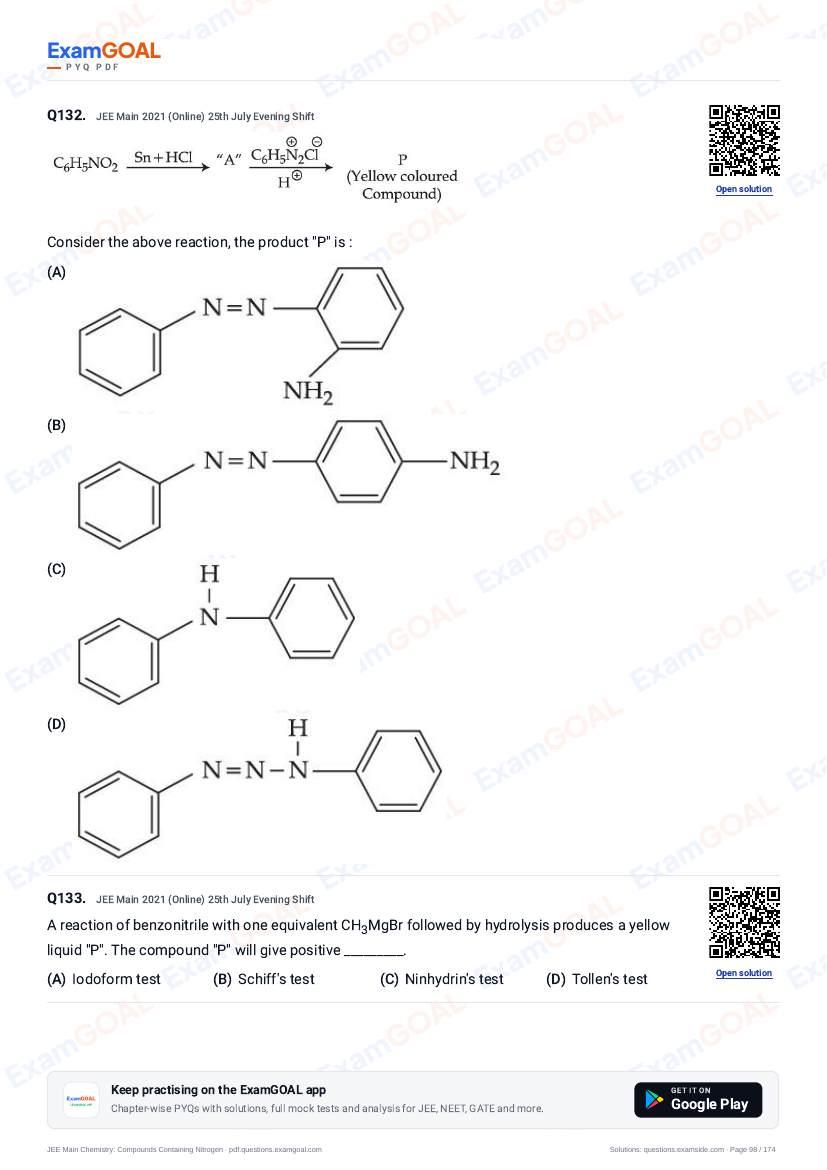 ExamGOAL
PYQ PDF
Q132. JEE Main 2021 (Online) 25th July Evening Shift
C₆H₅NO₂ Sn+HCl "A" C₆H₅N₂Cl ⊕ ⊖ H⊕ P
(Yellow coloured
Compound)
Open solution
Consider the above reaction, the product "P" is :
(A)
N=N
NH₂
(B)
N=N NH₂
(C)
H
N
(D)
H
N=N–N
Q133. JEE Main 2021 (Online) 25th July Evening Shift
A reaction of benzonitrile with one equivalent CH₃MgBr followed by hydrolysis produces a yellow
liquid "P". The compound "P" will give positive ________.
(A) Iodoform test (B) Schiff's test (C) Ninhydrin's test (D) Tollen's test
Open solution
ExamGOAL
Keep practising on the ExamGOAL app
Chapter-wise PYQs with solutions, full mock tests and analysis for JEE, NEET, GATE and more.
GET IT ON
Google Play
JEE Main Chemistry: Compounds Containing Nitrogen · pdf.questions.examgoal.com
Solutions: questions.examside.com · Page 98 / 174